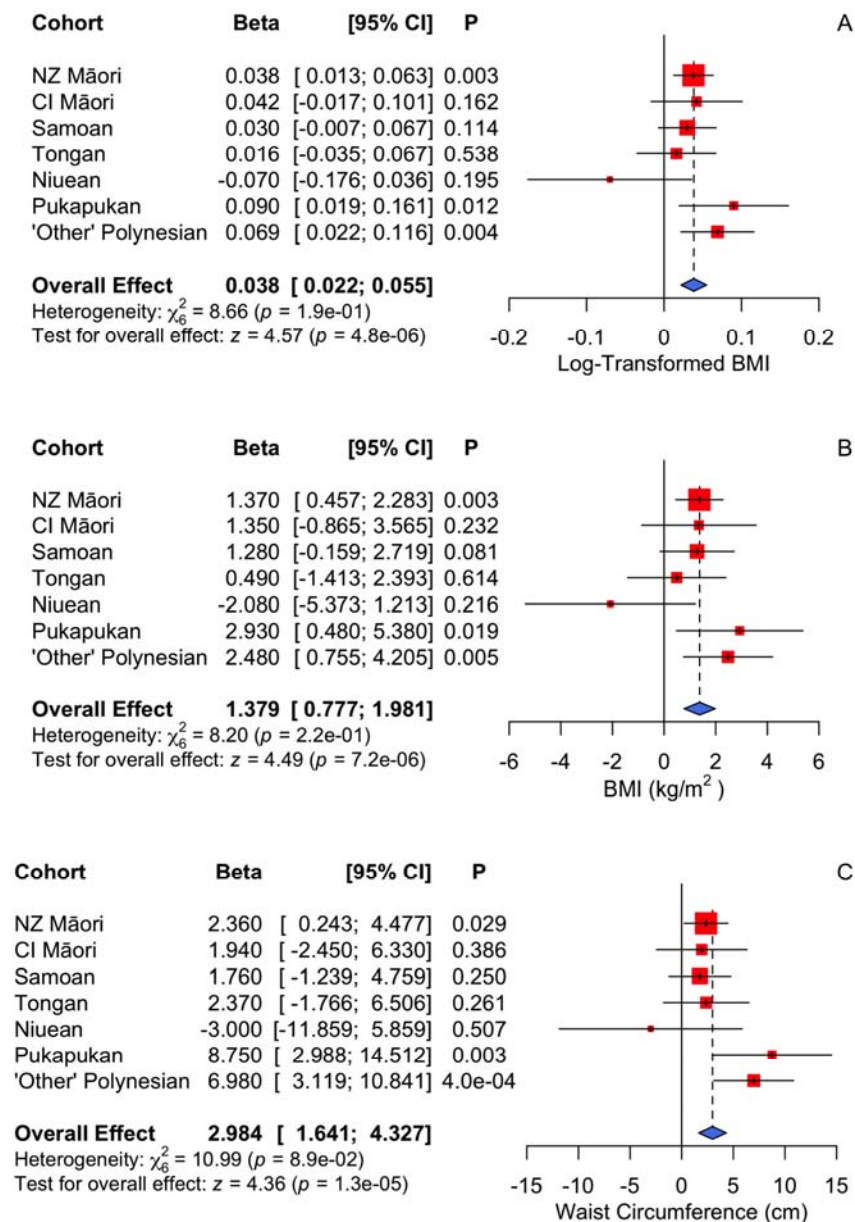 Cohort Beta [95% CI] P A
NZ Māori 0.038 [ 0.013; 0.063] 0.003
CI Māori 0.042 [-0.017; 0.101] 0.162
Samoan 0.030 [-0.007; 0.067] 0.114
Tongan 0.016 [-0.035; 0.067] 0.538
Niuean -0.070 [-0.176; 0.036] 0.195
Pukapukan 0.090 [ 0.019; 0.161] 0.012
'Other' Polynesian 0.069 [ 0.022; 0.116] 0.004
Overall Effect 0.038 [ 0.022; 0.055]
Heterogeneity: χ²₆ = 8.66 (p = 1.9e-01)
Test for overall effect: z = 4.57 (p = 4.8e-06)
-0.2 -0.1 0 0.1 0.2
Log-Transformed BMI
Cohort Beta [95% CI] P B
NZ Māori 1.370 [ 0.457; 2.283] 0.003
CI Māori 1.350 [-0.865; 3.565] 0.232
Samoan 1.280 [-0.159; 2.719] 0.081
Tongan 0.490 [-1.413; 2.393] 0.614
Niuean -2.080 [-5.373; 1.213] 0.216
Pukapukan 2.930 [ 0.480; 5.380] 0.019
'Other' Polynesian 2.480 [ 0.755; 4.205] 0.005
Overall Effect 1.379 [ 0.777; 1.981]
Heterogeneity: χ²₆ = 8.20 (p = 2.2e-01)
Test for overall effect: z = 4.49 (p = 7.2e-06)
-6 -4 -2 0 2 4 6
BMI (kg/m² )
Cohort Beta [95% CI] P C
NZ Māori 2.360 [ 0.243; 4.477] 0.029
CI Māori 1.940 [ -2.450; 6.330] 0.386
Samoan 1.760 [ -1.239; 4.759] 0.250
Tongan 2.370 [ -1.766; 6.506] 0.261
Niuean -3.000 [-11.859; 5.859] 0.507
Pukapukan 8.750 [ 2.988; 14.512] 0.003
'Other' Polynesian 6.980 [ 3.119; 10.841] 4.0e-04
Overall Effect 2.984 [ 1.641; 4.327]
Heterogeneity: χ²₆ = 10.99 (p = 8.9e-02)
Test for overall effect: z = 4.36 (p = 1.3e-05)
-15 -10 -5 0 5 10 15
Waist Circumference (cm)